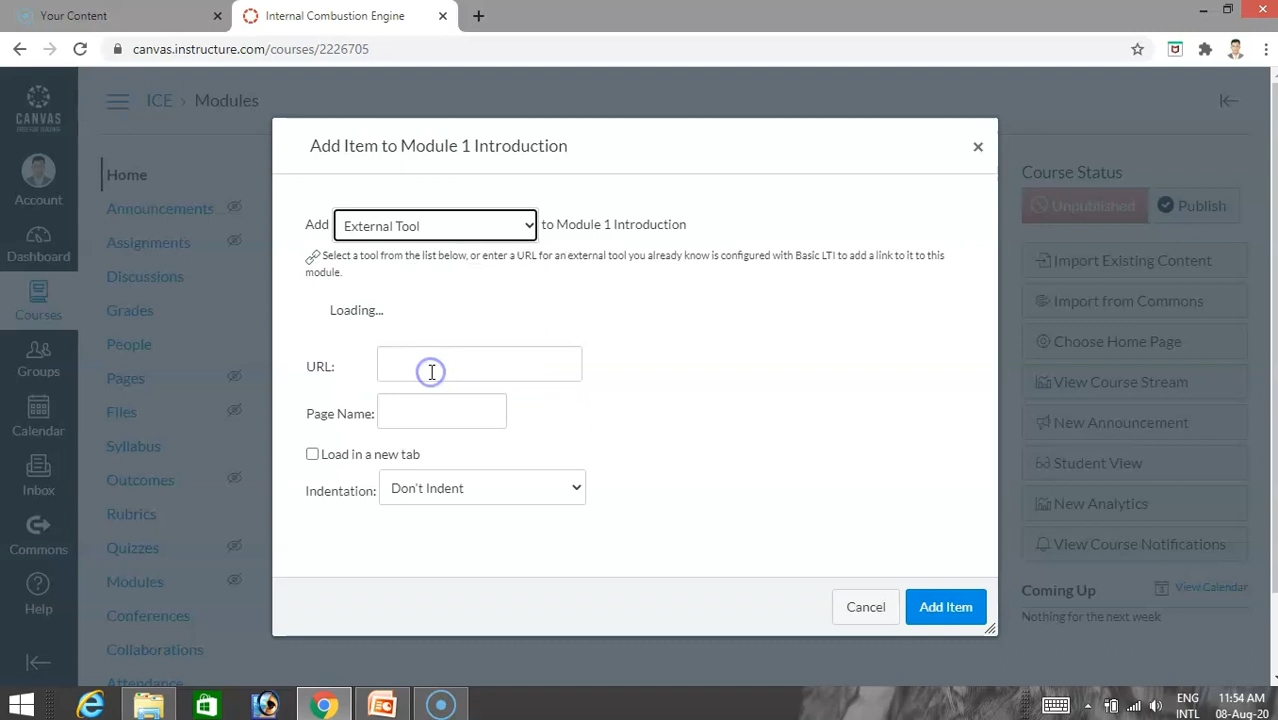 Your Content
Internal Combustion Engine
canvas.instructure.com/courses/2226705
CANVAS
Account
Dashboard
Courses
Groups
Calendar
Inbox
Commons
Help
ICE › Modules
Home
Announcements
Assignments
Discussions
Grades
People
Pages
Files
Syllabus
Outcomes
Rubrics
Quizzes
Modules
Conferences
Collaborations
Attendance
Add Item to Module 1 Introduction
Add External Tool to Module 1 Introduction
Select a tool from the list below, or enter a URL for an external tool you already know is configured with Basic LTI to add a link to it to this
module.
Loading...
URL:
Page Name:
Load in a new tab
Indentation: Don't Indent
Cancel Add Item
Course Status
Unpublished Publish
Import Existing Content
Import from Commons
Choose Home Page
View Course Stream
New Announcement
Student View
New Analytics
View Course Notifications
Coming Up View Calendar
Nothing for the next week
ENG
INTL
11:54 AM
08-Aug-20